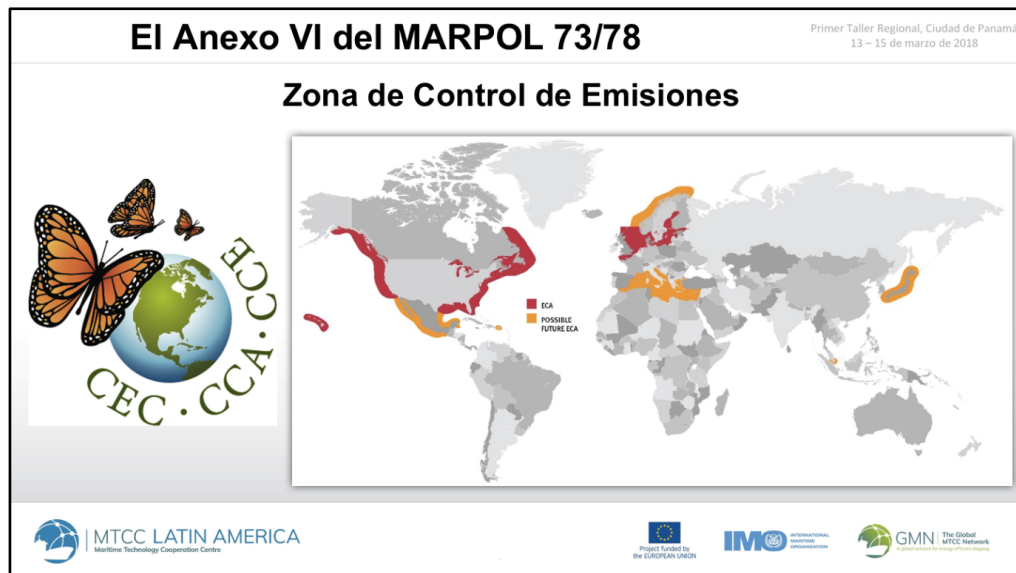 El Anexo VI del MARPOL 73/78
Primer Taller Regional, Ciudad de Panamá
13 – 15 de marzo de 2018
Zona de Control de Emisiones
CEC · CCA · CCE
ECA
POSSIBLE
FUTURE ECA
MTCC LATIN AMERICA
Maritime Technology Cooperation Centre
Project funded by
the EUROPEAN UNION
IMO
INTERNATIONAL
MARITIME
ORGANIZATION
GMN
The Global
MTCC Network
A global network for energy-efficient shipping